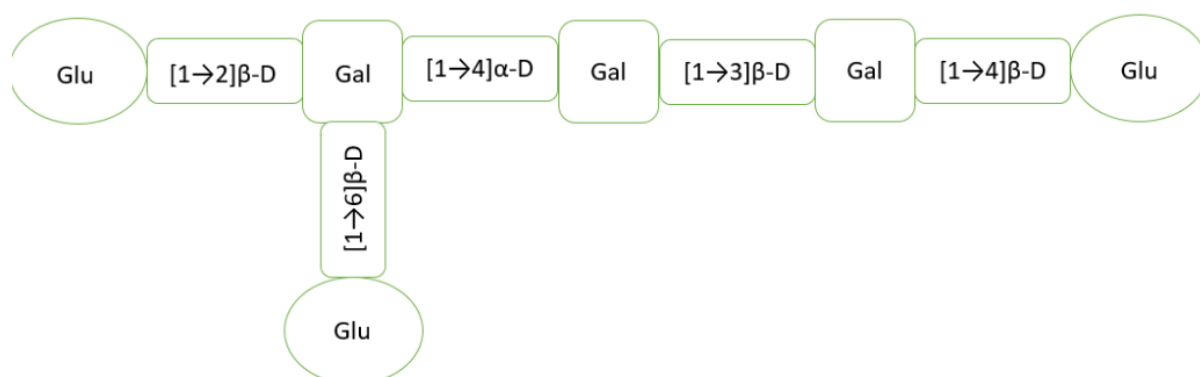 Glu [1→2]β-D Gal [1→4]α-D Gal [1→3]β-D Gal [1→4]β-D Glu
[1→6]β-D
Glu